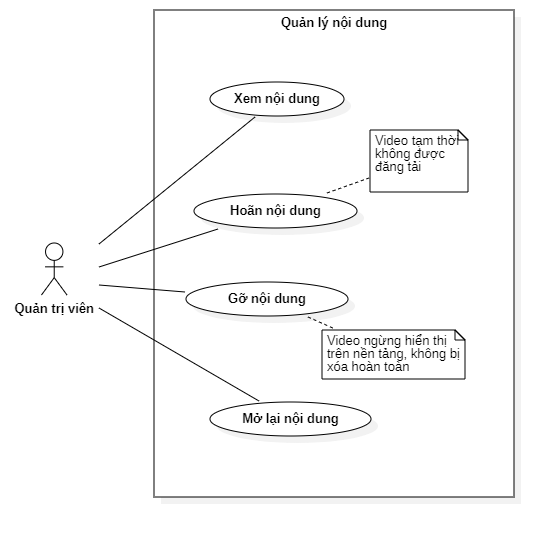 Quản lý nội dung
Xem nội dung
Video tạm thời
không được
đăng tải
Hoãn nội dung
Quản trị viên
Gỡ nội dung
Video ngừng hiển thị
trên nền tảng, không bị
xóa hoàn toàn
Mở lại nội dung